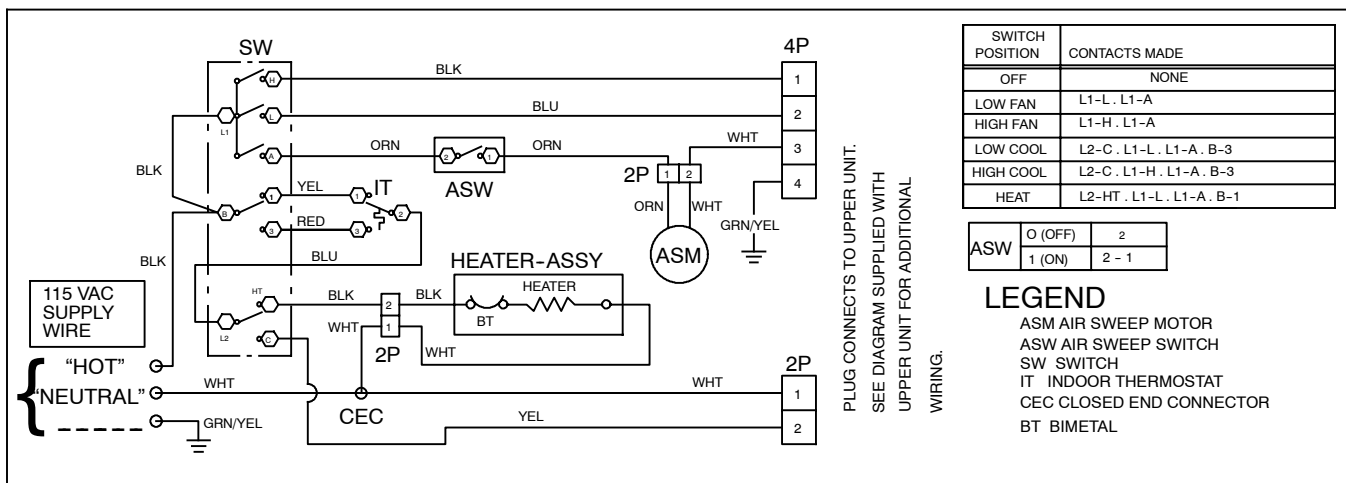 SW
4P
H
BLK
1
L
BLU
2
L1
A
ORN
2
1
ORN
WHT
3
ASW
2P
1
2
4
BLK
1
YEL
1
IT
B
2
ORN
WHT
3
RED
3
GRN/YEL
ASM
BLU
BLK
HEATER-ASSY
HT
BLK
2
BLK
HEATER
BT
115 VAC
SUPPLY
WIRE
L2
WHT
1
C
2P
WHT
2P
"HOT"
"NEUTRAL"
WHT
WHT
1
CEC
GRN/YEL
YEL
2
PLUG CONNECTS TO UPPER UNIT.
SEE DIAGRAM SUPPLIED WITH
UPPER UNIT FOR ADDITIONAL
WIRING.
SWITCH
POSITION CONTACTS MADE
OFF NONE
LOW FAN L1-L . L1-A
HIGH FAN L1-H . L1-A
LOW COOL L2-C . L1-L . L1-A . B-3
HIGH COOL L2-C . L1-H . L1-A . B-3
HEAT L2-HT . L1-L . L1-A . B-1
ASW
O (OFF) 2
1 (ON) 2 - 1
LEGEND
ASM AIR SWEEP MOTOR
ASW AIR SWEEP SWITCH
SW SWITCH
IT INDOOR THERMOSTAT
CEC CLOSED END CONNECTOR
BT BIMETAL